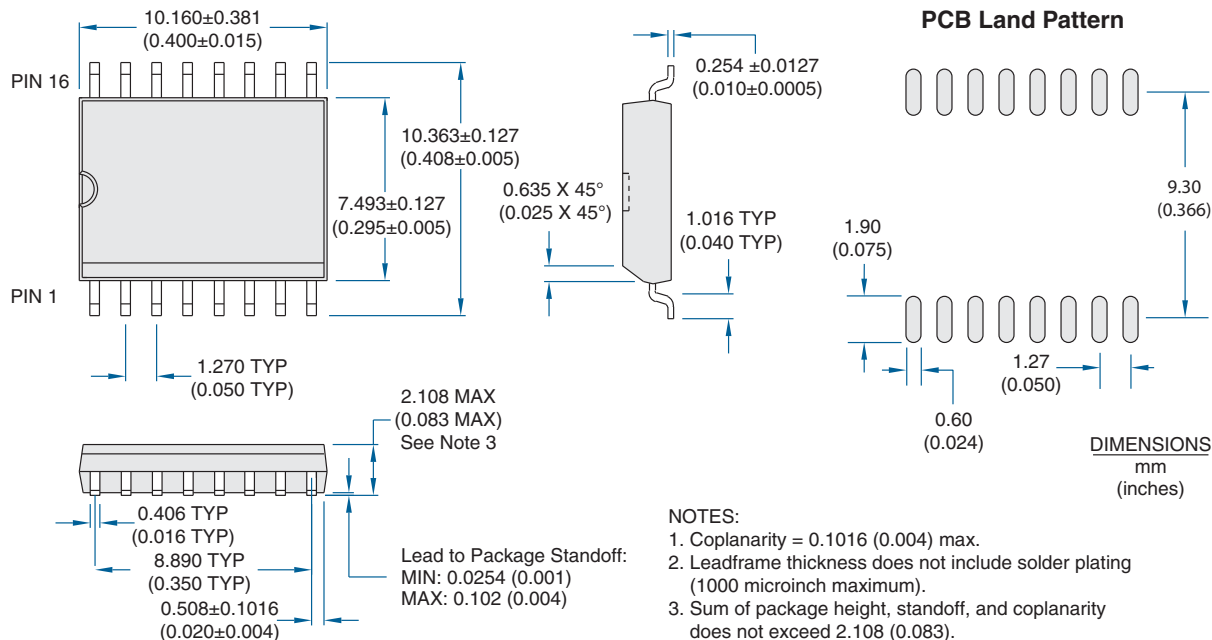 10.160±0.381
(0.400±0.015)
PIN 16
10.363±0.127
(0.408±0.005)
7.493±0.127
(0.295±0.005)
PIN 1
1.270 TYP
(0.050 TYP)
0.254 ±0.0127
(0.010±0.0005)
0.635 X 45°
(0.025 X 45°)
1.016 TYP
(0.040 TYP)
PCB Land Pattern
9.30
(0.366)
1.90
(0.075)
1.27
(0.050)
0.60
(0.024)
DIMENSIONS
mm
(inches)
2.108 MAX
(0.083 MAX)
See Note 3
0.406 TYP
(0.016 TYP)
8.890 TYP
(0.350 TYP)
0.508±0.1016
(0.020±0.004)
Lead to Package Standoff:
MIN: 0.0254 (0.001)
MAX: 0.102 (0.004)
NOTES:
1. Coplanarity = 0.1016 (0.004) max.
2. Leadframe thickness does not include solder plating
(1000 microinch maximum).
3. Sum of package height, standoff, and coplanarity
does not exceed 2.108 (0.083).